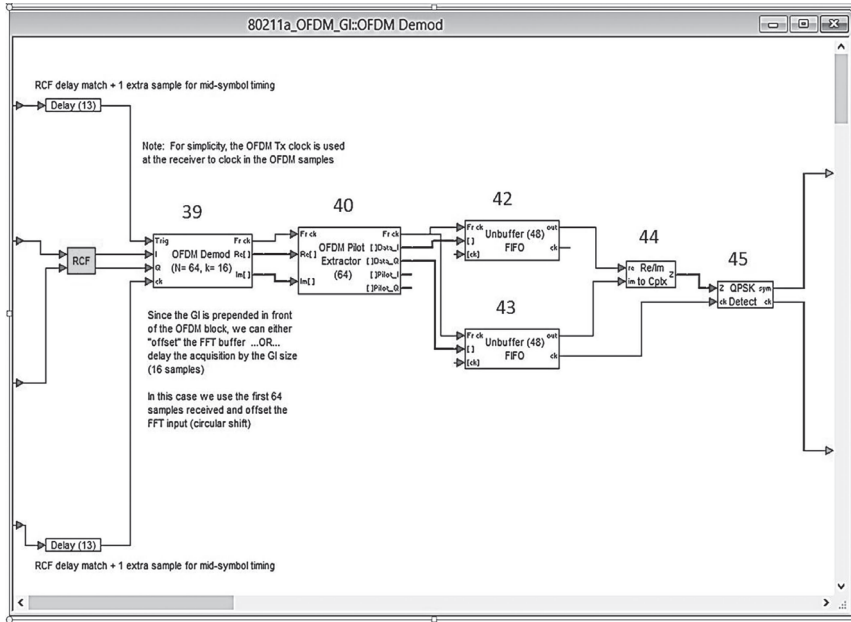 80211a_OFDM_GI::OFDM Demod
RCF delay match + 1 extra sample for mid-symbol timing
Delay (13)
Note: For simplicity, the OFDM Tx clock is used
at the receiver to clock in the OFDM samples
39
40
42
44
45
43
RCF
Trig
I
Q
ck
OFDM Demod
(N= 64, k= 16)
Fr ck
Re[]
Im[]
Fr ck
Re[]
Im[]
OFDM Pilot
Extractor
(64)
Fr ck
[]Data_I
[]Data_Q
[]Pilot_I
[]Pilot_Q
Fr ck
[]
[ck]
Unbuffer (48)
FIFO
out
ck
Fr ck
[]
[ck]
Unbuffer (48)
FIFO
out
ck
re
im
Re/Im
to Cplx
Z
Z
ck
QPSK
Detect
sym
ck
Since the GI is prepended in front
of the OFDM block, we can either
"offset" the FFT buffer ...OR...
delay the acquisition by the GI size
(16 samples)
In this case we use the first 64
samples received and offset the
FFT input (circular shift)
Delay (13)
RCF delay match + 1 extra sample for mid-symbol timing